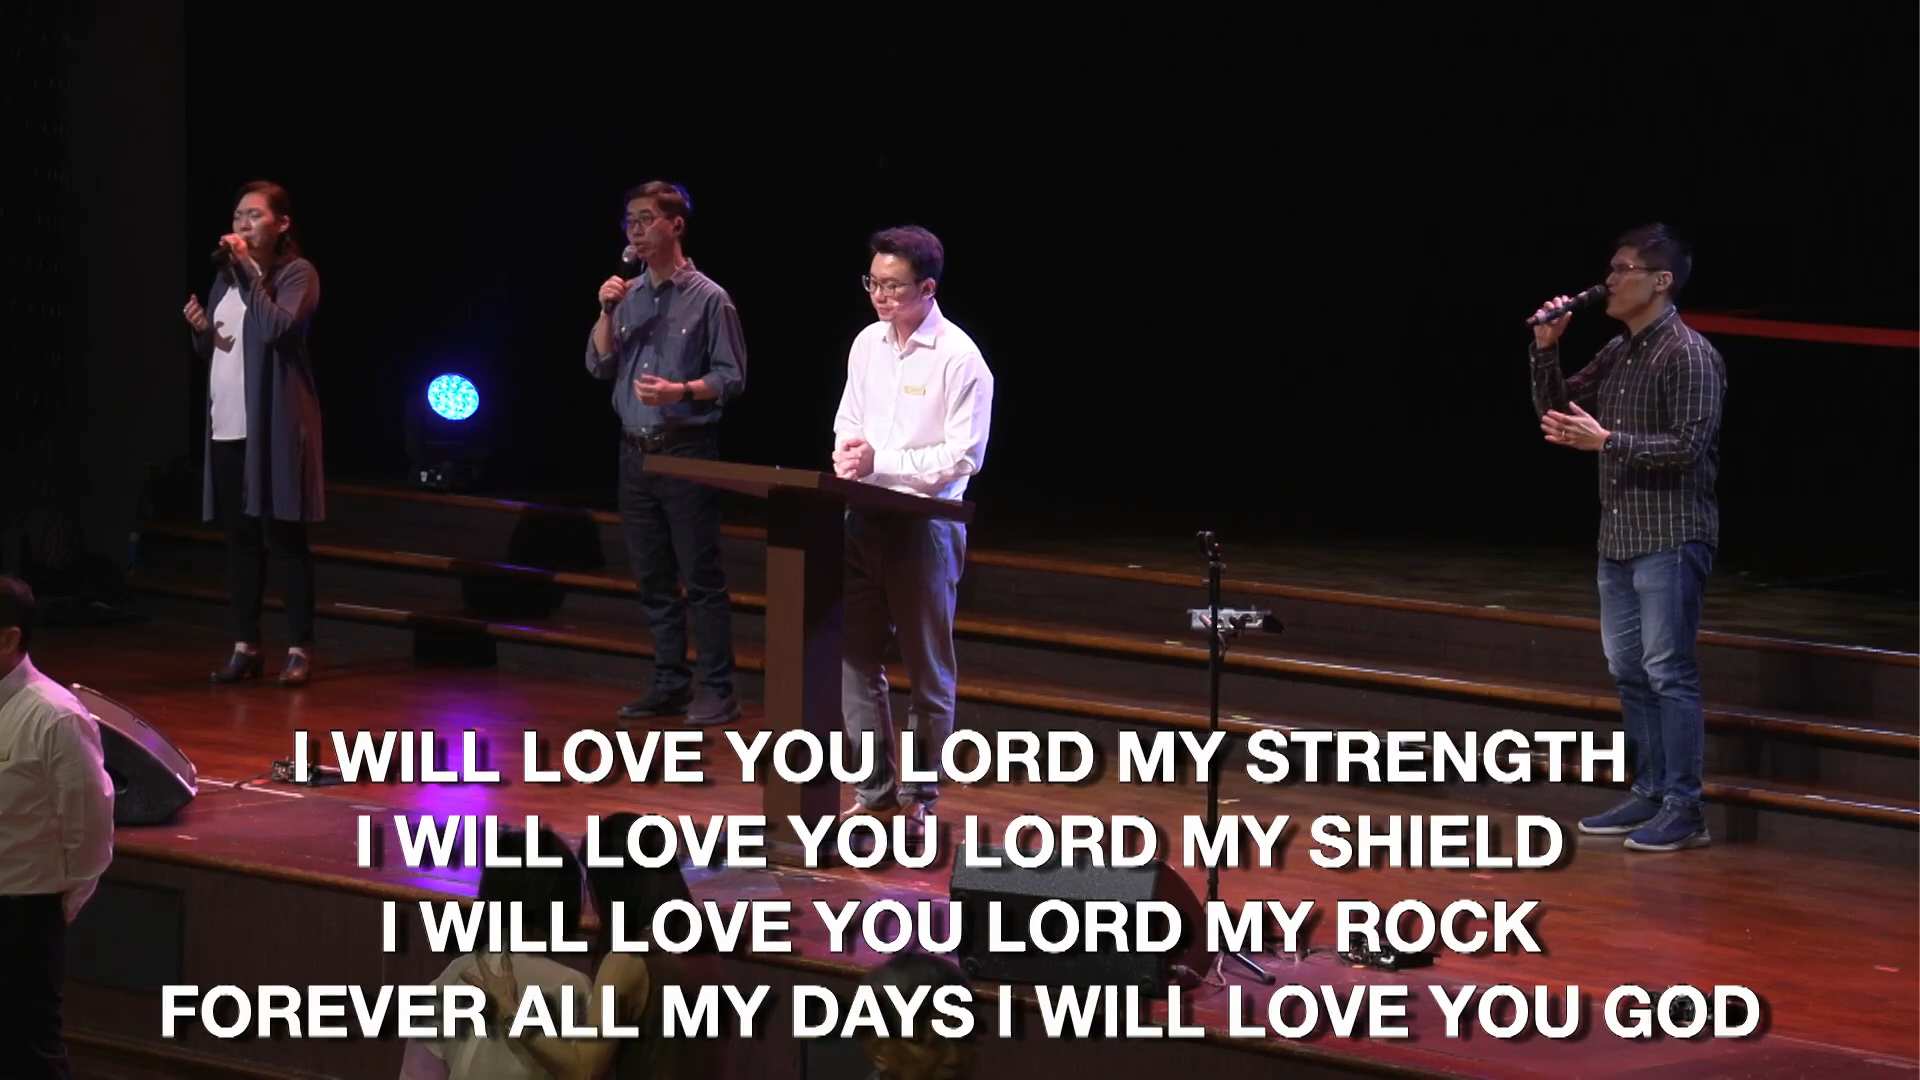 I WILL LOVE YOU LORD MY STRENGTH
I WILL LOVE YOU LORD MY SHIELD
I WILL LOVE YOU LORD MY ROCK
FOREVER ALL MY DAYS I WILL LOVE YOU GOD